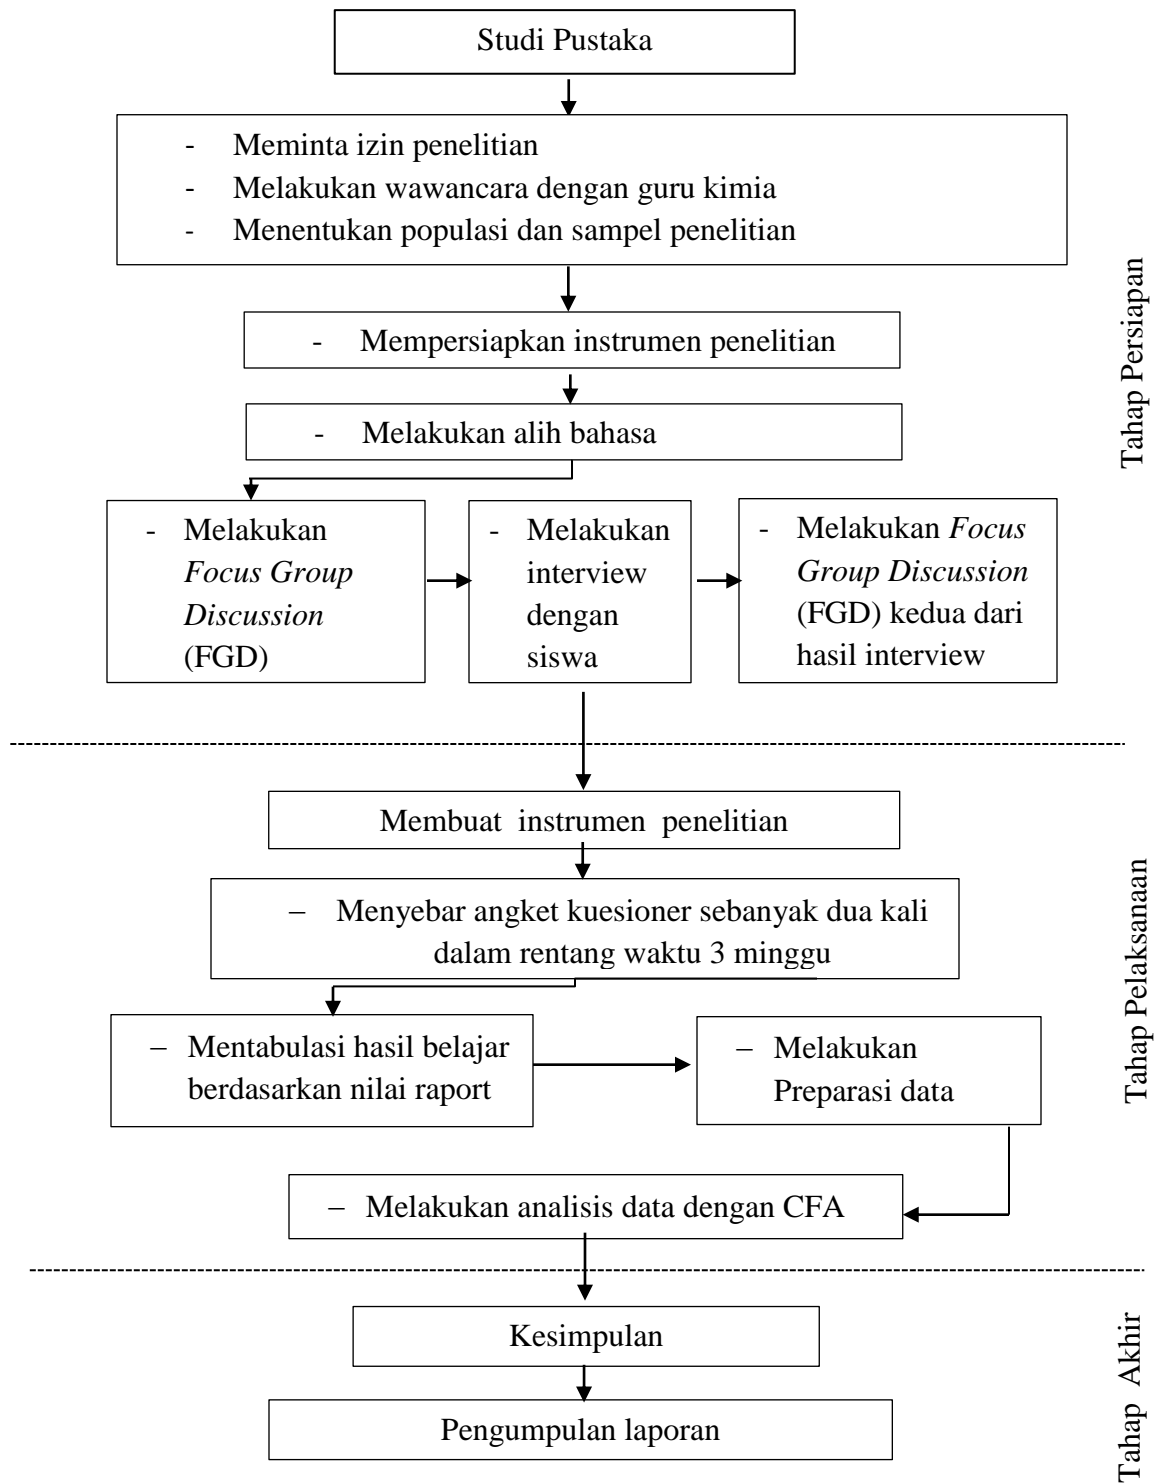 Studi Pustaka
- Meminta izin penelitian
- Melakukan wawancara dengan guru kimia
- Menentukan populasi dan sampel penelitian
- Mempersiapkan instrumen penelitian
- Melakukan alih bahasa
- Melakukan
Focus Group
Discussion
(FGD)
- Melakukan
interview
dengan
siswa
- Melakukan Focus
Group Discussion
(FGD) kedua dari
hasil interview
Tahap Persiapan
Membuat instrumen penelitian
– Menyebar angket kuesioner sebanyak dua kali
dalam rentang waktu 3 minggu
– Mentabulasi hasil belajar
berdasarkan nilai raport
– Melakukan
Preparasi data
– Melakukan analisis data dengan CFA
Tahap Pelaksanaan
Kesimpulan
Pengumpulan laporan
Tahap Akhir